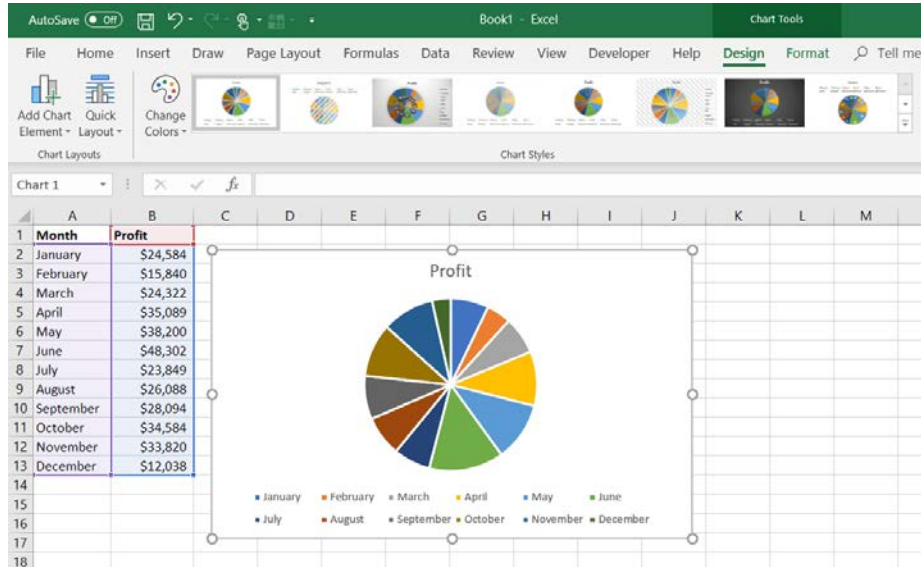 AutoSave Off Book1 - Excel Chart Tools
File Home Insert Draw Page Layout Formulas Data Review View Developer Help Design Format Tell me
Add Chart Quick Change
Element Layout Colors
Chart Layouts Chart Styles
Chart 1 fx
A B C D E F G H I J K L M
1 Month Profit
2 January $24,584
3 February $15,840
4 March $24,322
5 April $35,089
6 May $38,200
7 June $48,302
8 July $23,849
9 August $26,088
10 September $28,094
11 October $34,584
12 November $33,820
13 December $12,038
14
15
16
17
18
Profit
January February March April May June
July August September October November December